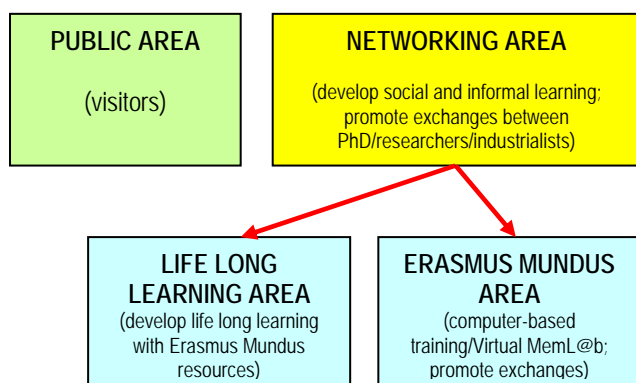 PUBLIC AREA
(visitors)
NETWORKING AREA
(develop social and informal learning;
promote exchanges between
PhD/researchers/industrialists)
LIFE LONG
LEARNING AREA
(develop life long learning
with Erasmus Mundus
resources)
ERASMUS MUNDUS
AREA
(computer-based
training/Virtual MemL@b;
promote exchanges)